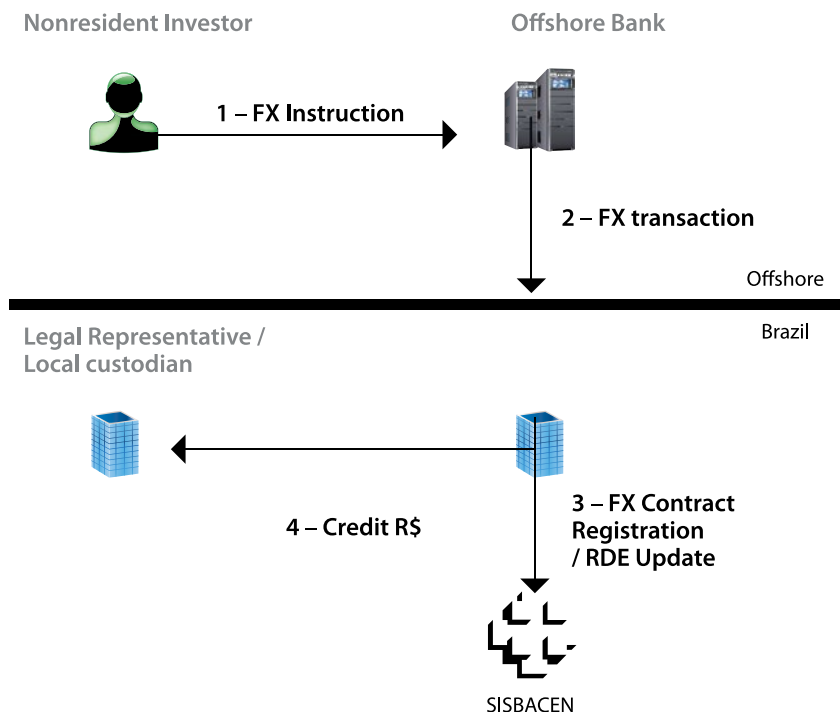 Nonresident Investor
Offshore Bank
1 – FX Instruction
2 – FX transaction
Offshore
Brazil
Legal Representative /
Local custodian
3 – FX Contract
Registration
/ RDE Update
4 – Credit R$
SISBACEN